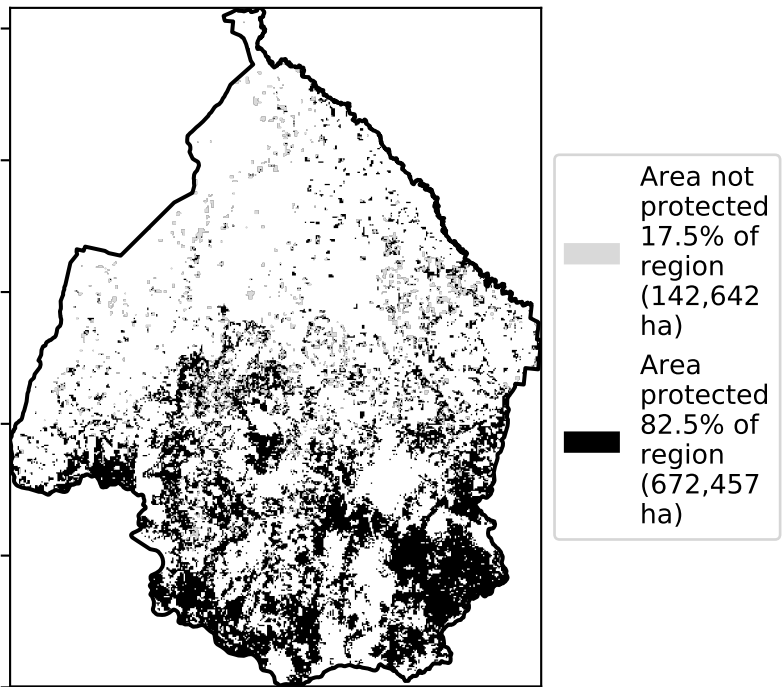 Area not
protected
17.5% of
region
(142,642
ha)
Area
protected
82.5% of
region
(672,457
ha)